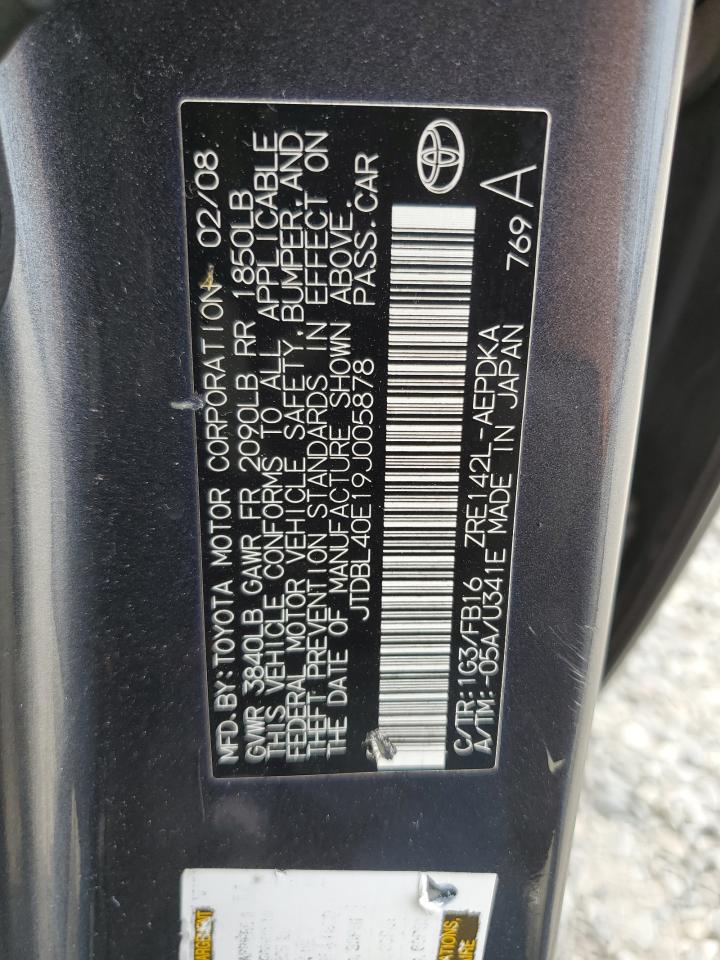 MFD. BY: TOYOTA MOTOR CORPORATION 02/08
GVWR 3840LB GAWR FR 2090LB RR 1850LB
THIS VEHICLE CONFORMS TO ALL APPLICABLE
FEDERAL MOTOR VEHICLE SAFETY, BUMPER, AND
THEFT PREVENTION STANDARDS IN EFFECT ON
THE DATE OF MANUFACTURE SHOWN ABOVE.
JTDBL40E19J005878 PASS. CAR
C/TR: 1G3/FB16 ZRE142L-AEPDKA
A/TM: -05A/U341E MADE IN JAPAN
769 A